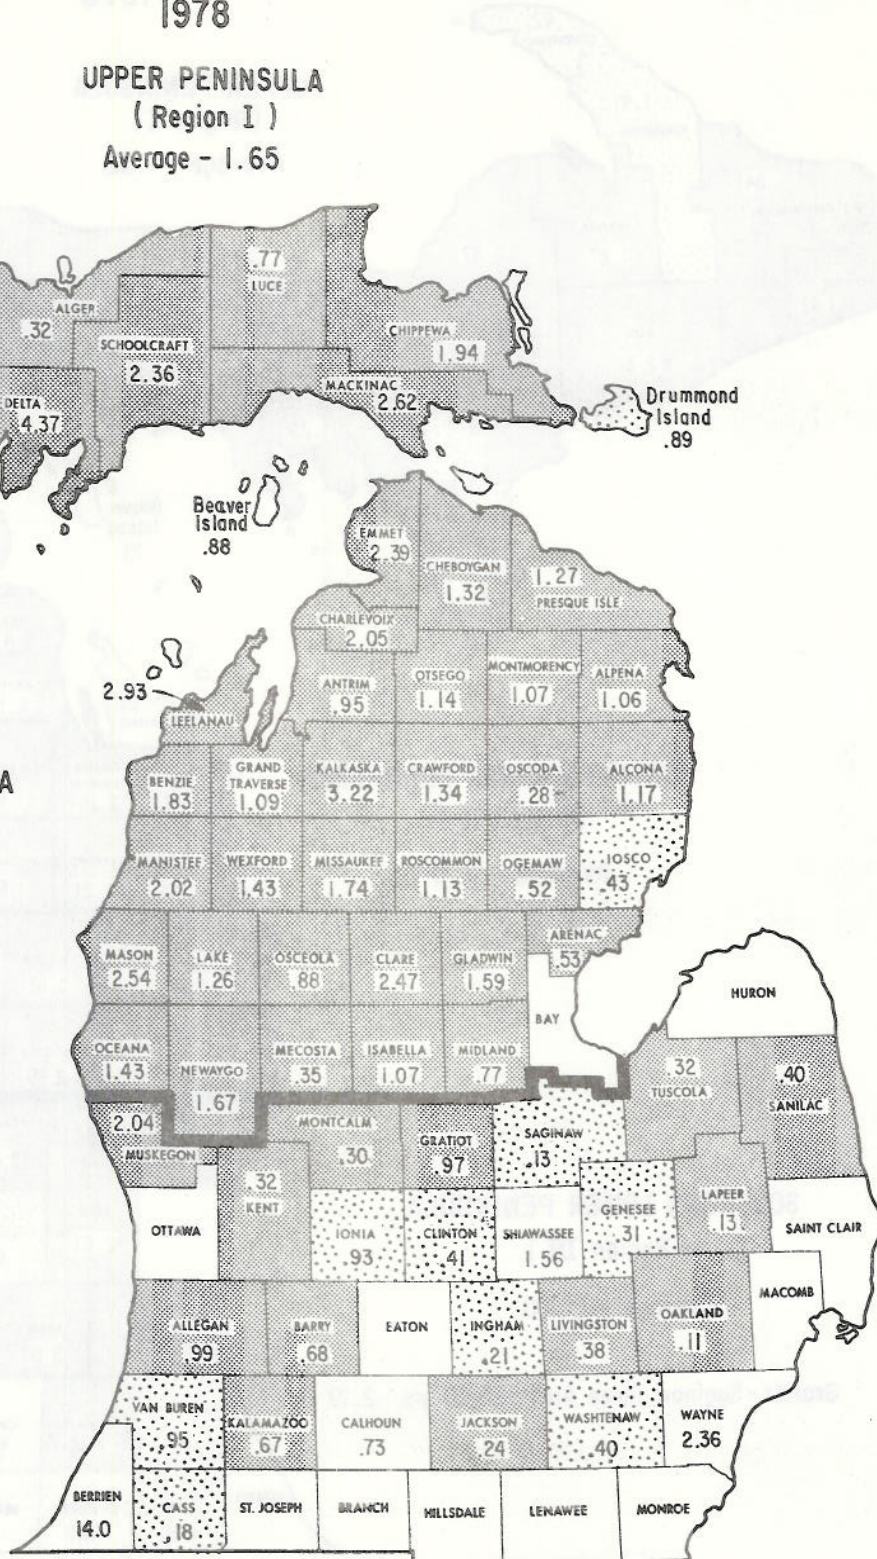 1978
UPPER PENINSULA
( Region I )
Average - 1.65
.77
LUCE
ALGER
.32
SCHOOLCRAFT
2.36
CHIPPEWA
1.94
MACKINAC
2.62
DELTA
4.37
Drummond
Island
.89
Beaver
Island
.88
EMMET
2.39
CHEBOYGAN
1.32
1.27
PRESQUE ISLE
CHARLEVOIX
2.05
2.93
LEELANAU
ANTRIM
.95
OTSEGO
1.14
MONTMORENCY
1.07
ALPENA
1.06
A
BENZIE
1.83
GRAND
TRAVERSE
1.09
KALKASKA
3.22
CRAWFORD
1.34
OSCODA
.28
ALCONA
1.17
MANISTEE
2.02
WEXFORD
1.43
MISSAUKEE
1.74
ROSCOMMON
1.13
OGEMAW
.52
IOSCO
.43
MASON
2.54
LAKE
1.26
OSCEOLA
.88
CLARE
2.47
GLADWIN
1.59
ARENAC
.53
BAY
HURON
OCEANA
1.43
NEWAYGO
1.67
MECOSTA
.35
ISABELLA
1.07
MIDLAND
.77
.32
TUSCOLA
.40
SANILAC
2.04
MUSKEGON
MONTCALM
.30
GRATIOT
.97
SAGINAW
.13
OTTAWA
.32
KENT
IONIA
.93
CLINTON
.41
SHIAWASSEE
1.56
GENESEE
.31
LAPEER
.13
SAINT CLAIR
ALLEGAN
.99
BARRY
.68
EATON
INGHAM
.21
LIVINGSTON
.38
OAKLAND
.11
MACOMB
VAN BUREN
.95
KALAMAZOO
.67
CALHOUN
.73
JACKSON
.24
WASHTENAW
.40
WAYNE
2.36
BERRIEN
14.0
CASS
.18
ST. JOSEPH
BRANCH
HILLSDALE
LENAWEE
MONROE